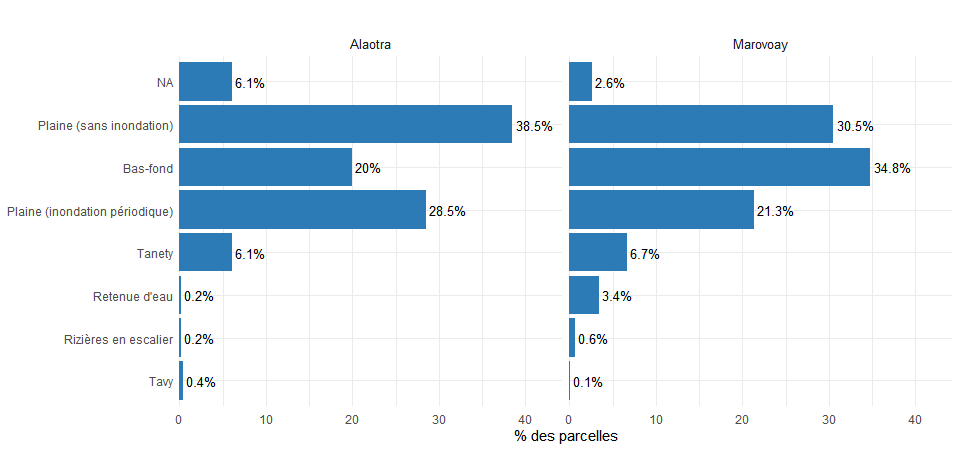 Alaotra Marovoay
NA 6.1% 2.6%
Plaine (sans inondation) 38.5% 30.5%
Bas-fond 20% 34.8%
Plaine (inondation périodique) 28.5% 21.3%
Tanety 6.1% 6.7%
Retenue d'eau 0.2% 3.4%
Rizières en escalier 0.2% 0.6%
Tavy 0.4% 0.1%
0 10 20 30 40 0 10 20 30 40
% des parcelles